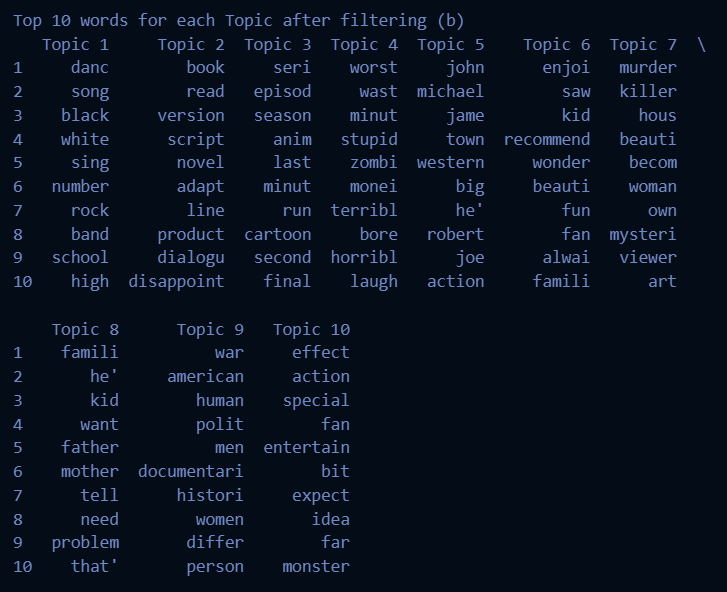 Top 10 words for each Topic after filtering (b)
Topic 1 Topic 2 Topic 3 Topic 4 Topic 5 Topic 6 Topic 7 \
1 danc book seri worst john enjoi murder
2 song read episod wast michael saw killer
3 black version season minut jame kid hous
4 white script anim stupid town recommend beauti
5 sing novel last zombi western wonder becom
6 number adapt minut monei big beauti woman
7 rock line run terribl he' fun own
8 band product cartoon bore robert fan mysteri
9 school dialogu second horribl joe alwai viewer
10 high disappoint final laugh action famili art
Topic 8 Topic 9 Topic 10
1 famili war effect
2 he' american action
3 kid human special
4 want polit fan
5 father men entertain
6 mother documentari bit
7 tell histori expect
8 need women idea
9 problem differ far
10 that' person monster